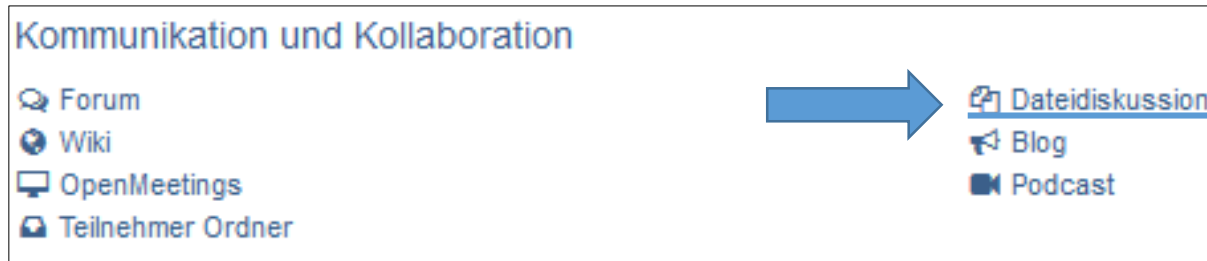 Kommunikation und Kollaboration
Forum
Wiki
OpenMeetings
Teilnehmer Ordner
Dateidiskussion
Blog
Podcast